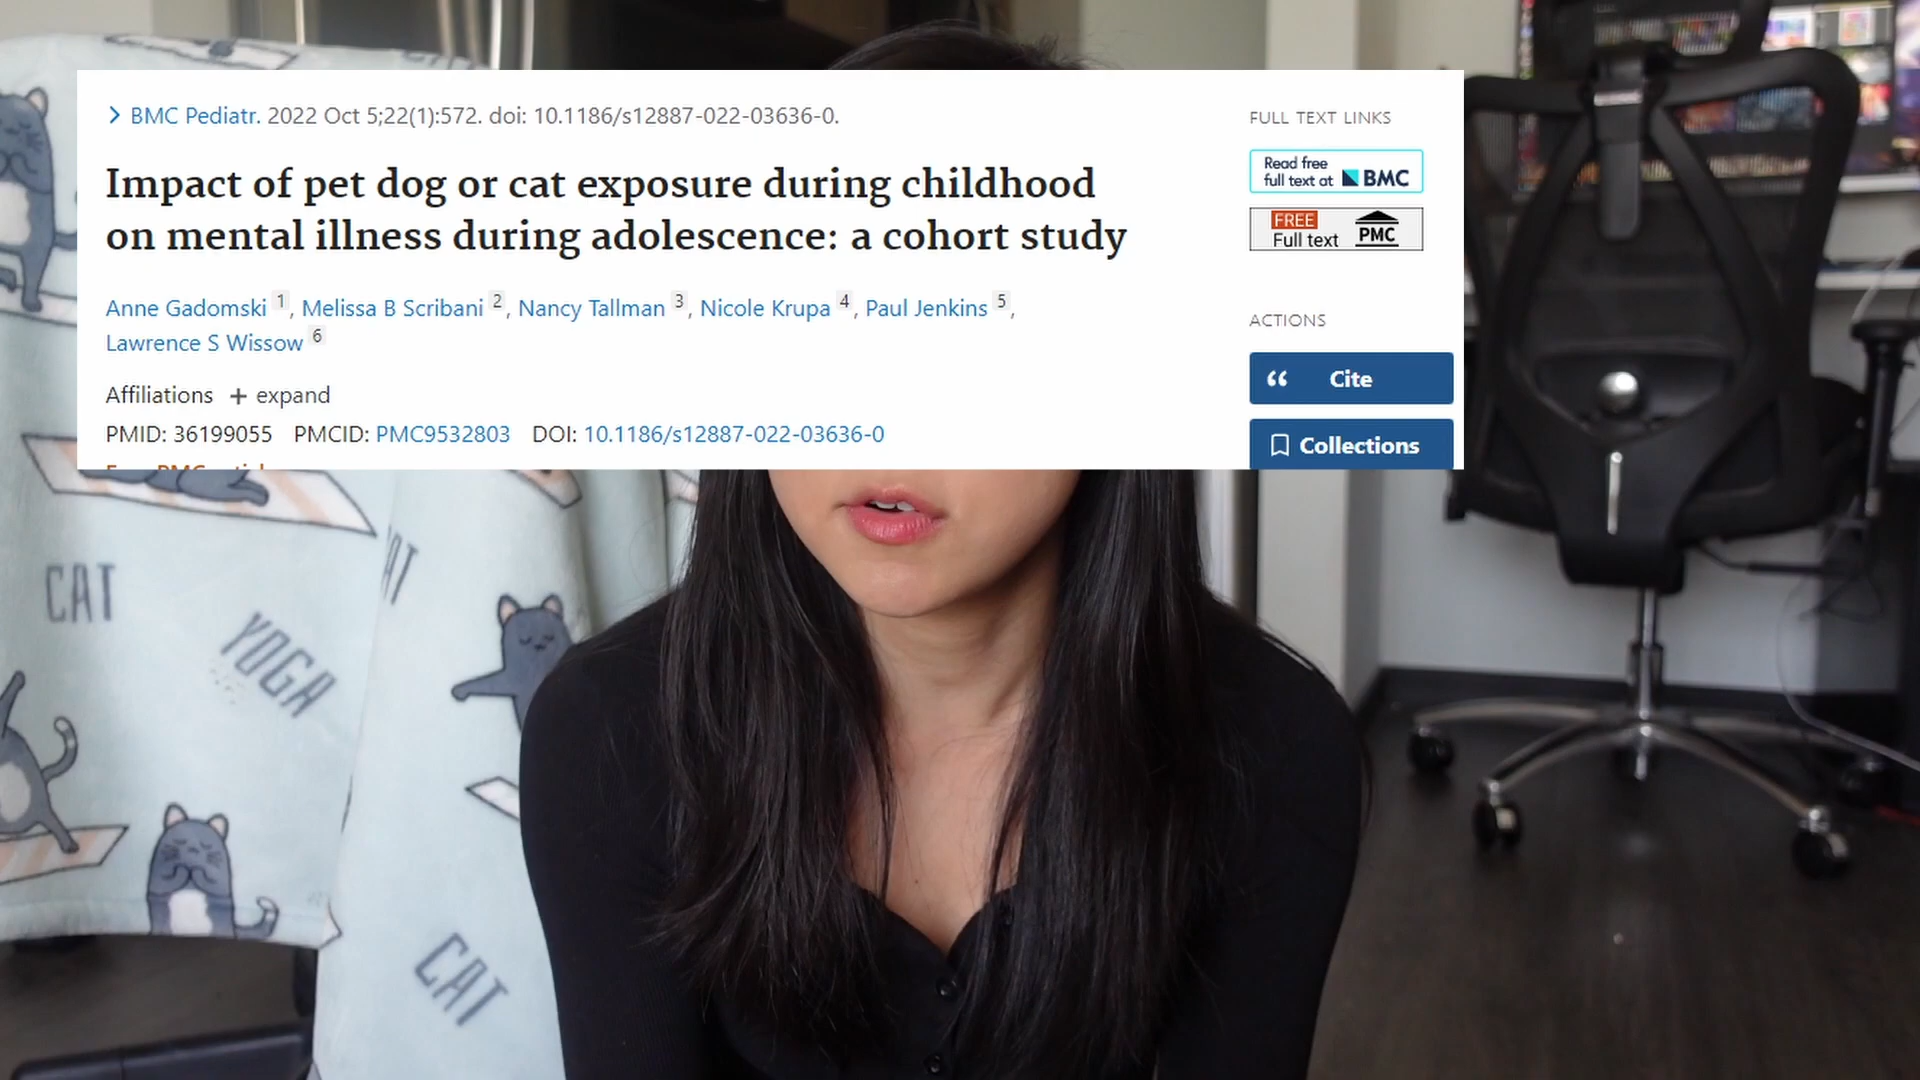 BMC Pediatr. 2022 Oct 5;22(1):572. doi: 10.1186/s12887-022-03636-0.
Impact of pet dog or cat exposure during childhood
on mental illness during adolescence: a cohort study
Anne Gadomski 1, Melissa B Scribani 2, Nancy Tallman 3, Nicole Krupa 4, Paul Jenkins 5,
Lawrence S Wissow 6
Affiliations + expand
PMID: 36199055 PMCID: PMC9532803 DOI: 10.1186/s12887-022-03636-0
FULL TEXT LINKS
Read free
full text at BMC
FREE
Full text PMC
ACTIONS
Cite
Collections
CAT
YOGA
CAT